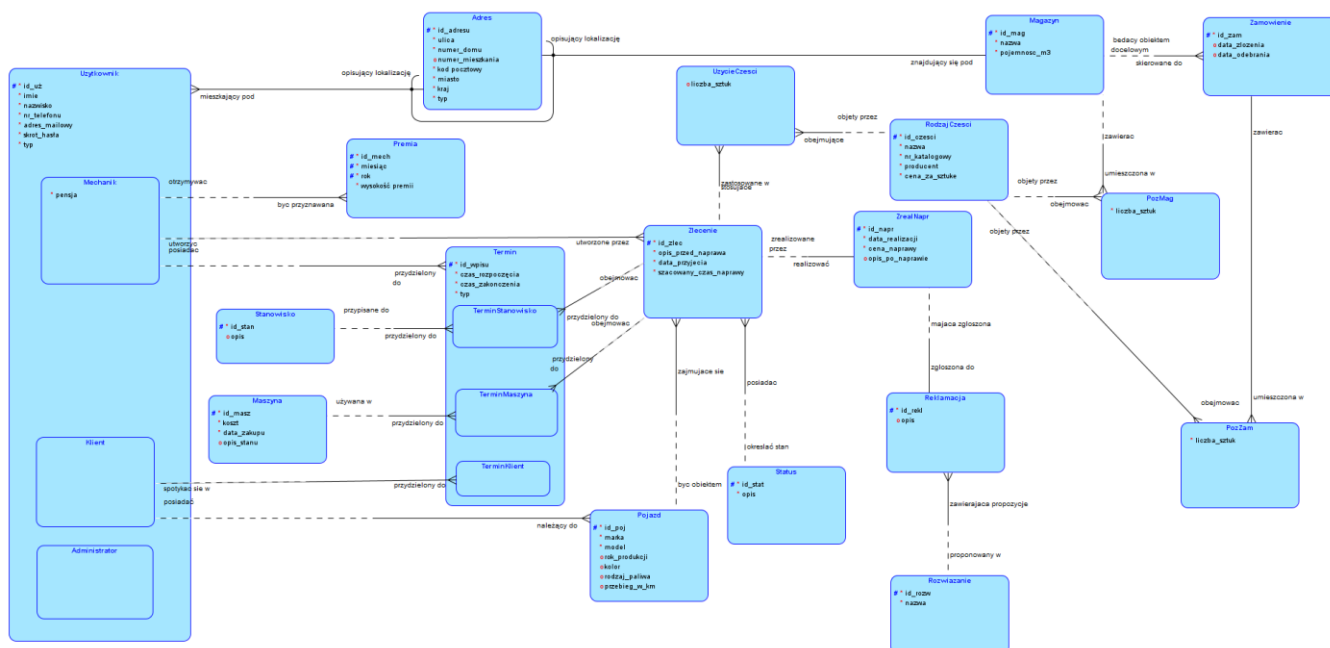 Adres
# * id_adresu
* ulica
* numer_domu
o numer_mieszkania
* kod pocztowy
* miasto
* kraj
* typ
opisujący lokalizację
opisujący lokalizację
mieszkający pod
znajdujący się pod
Magazyn
# * id_mag
* nazwa
* pojemnosc_m3
bedacy obiektem
docelowym
skierowane do
Zamowienie
# * id_zam
o data_zlozenia
o data_odebrania
Uzytkownik
# * id_uż
* imie
* nazwisko
* nr_telefonu
* adres_mailowy
* skrot_hasła
* typ
Mechanik
* pensja
Klient
Administrator
Premia
# * id_mech
# * miesiąc
# * rok
* wysokość premii
otrzymywac
byc przyznawana
UzycieCzesci
o liczba_sztuk
objety przez
obejmujące
RodzajCzesci
# * id_czesci
* nazwa
* nr_katalogowy
* producent
* cena_za_sztuke
zawierac
umieszczona w
objety przez
obejmowac
PozMag
* liczba_sztuk
zawierac
umieszczona w
objety przez
obejmowac
PozZam
* liczba_sztuk
zastosowane w
stosujace
utworzyc
posiadac
utworzone przez
przydzielony
do
Zlecenie
# * id_zlec
* opis_przed_naprawa
* data_przyjecia
* szacowany_czas_naprawy
zrealizowane
przez
realizować
ZrealNapr
# * id_napr
* data_realizacji
* cena_naprawy
o opis_po_naprawie
Termin
# * id_wpisu
* czas_rozpoczęcia
* czas_zakonczenia
* typ
TerminStanowisko
TerminMaszyna
TerminKlient
obejmowac
przydzielony do
obejmowac
przydzielony
do
Stanowisko
# * id_stan
o opis
przypisane do
przydzielony do
Maszyna
# * id_masz
* koszt
* data_zakupu
o opis_stanu
używana w
przydzielony do
spotykac sie w
przydzielony do
posiadać
należący do
zajmujace sie
byc obiektem
posiadac
określać stan
Status
# * id_stat
* opis
Pojazd
# * id_poj
* marka
* model
o rok_produkcji
o kolor
o rodzaj_paliwa
o przebieg_w_km
majaca zgłoszona
zgłoszona do
Reklamacja
# * id_rekl
o opis
zawierajaca propozycje
proponowany w
Rozwiazanie
# * id_rozw
* nazwa